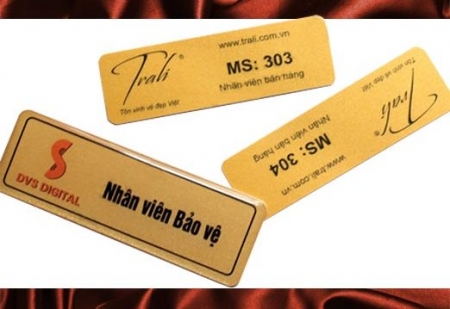 Trali®
Tôn vinh vẻ đẹp Việt
www.trali.com.vn
MS: 303
Nhân viên bán hàng
Trali®
Tôn vinh vẻ đẹp Việt
www.trali.com.vn
MS: 304
Nhân viên bán hàng
S
DVS DIGITAL
Nhân viên Bảo vệ